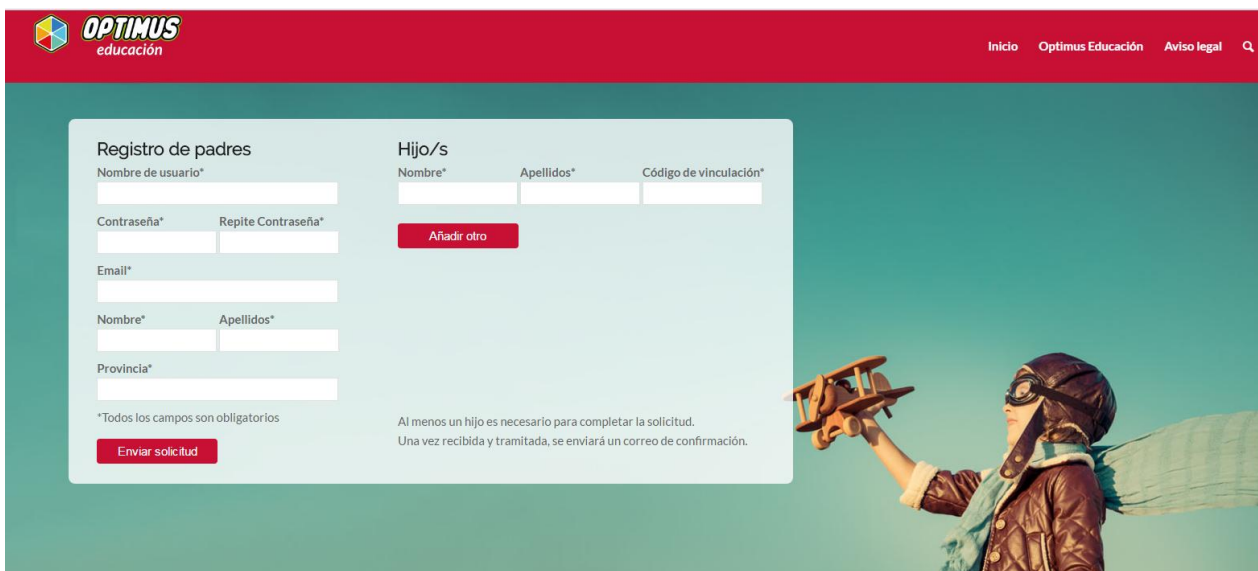 OPTIMUS
educación
Inicio Optimus Educación Aviso legal
Registro de padres
Nombre de usuario*
Contraseña* Repite Contraseña*
Email*
Nombre* Apellidos*
Provincia*
*Todos los campos son obligatorios
Enviar solicitud
Hijo/s
Nombre* Apellidos* Código de vinculación*
Añadir otro
Al menos un hijo es necesario para completar la solicitud.
Una vez recibida y tramitada, se enviará un correo de confirmación.